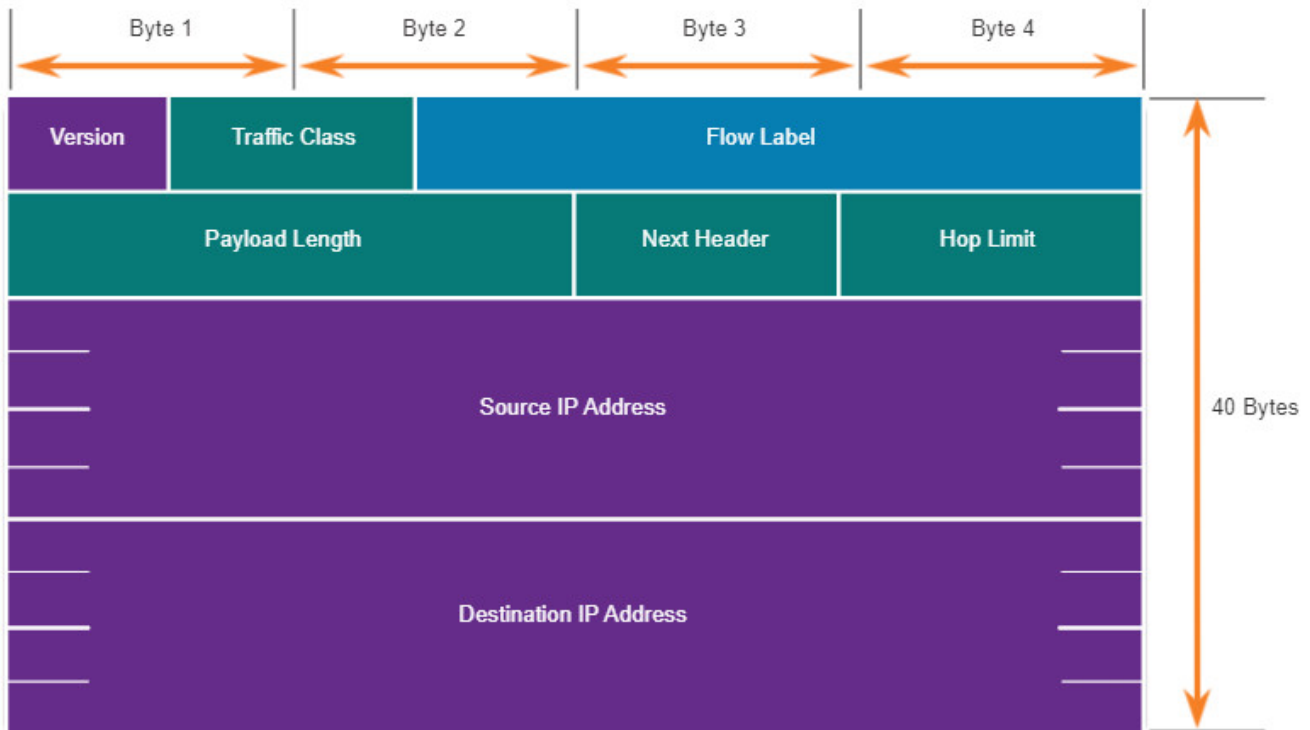 Byte 1 Byte 2 Byte 3 Byte 4
Version Traffic Class Flow Label
Payload Length Next Header Hop Limit
Source IP Address
40 Bytes
Destination IP Address